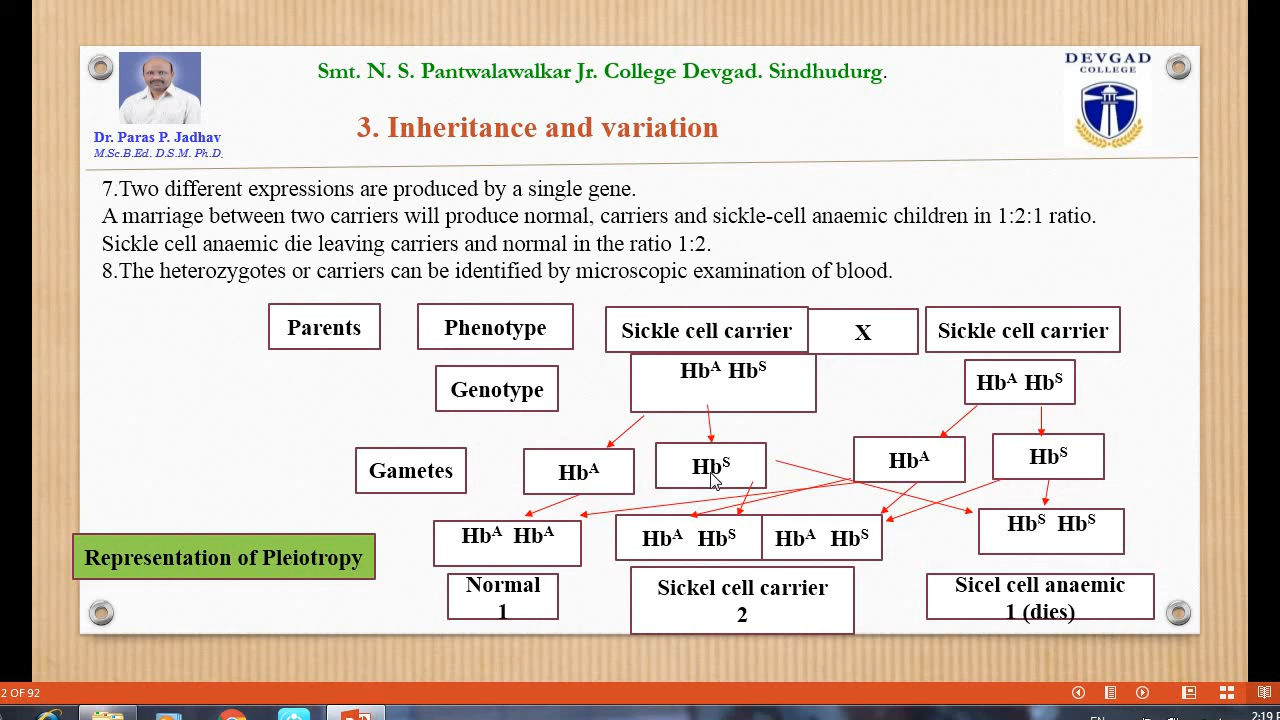 DEVGAD
COLLEGE
Smt. N. S. Pantwalawalkar Jr. College Devgad. Sindhudurg.
3. Inheritance and variation
Dr. Paras P. Jadhav
M.Sc.B.Ed. D.S.M. Ph.D.
7.Two different expressions are produced by a single gene.
A marriage between two carriers will produce normal, carriers and sickle-cell anaemic children in 1:2:1 ratio.
Sickle cell anaemic die leaving carriers and normal in the ratio 1:2.
8.The heterozygotes or carriers can be identified by microscopic examination of blood.
Parents Phenotype Sickle cell carrier X Sickle cell carrier
Genotype Hbᴬ Hbˢ Hbᴬ Hbˢ
Gametes Hbᴬ Hbˢ Hbᴬ Hbˢ
Hbᴬ Hbᴬ Hbᴬ Hbˢ Hbᴬ Hbˢ Hbˢ Hbˢ
Representation of Pleiotropy
Normal Sickel cell carrier Sicel cell anaemic
1 2 1 (dies)
2 OF 92
EN 2:19